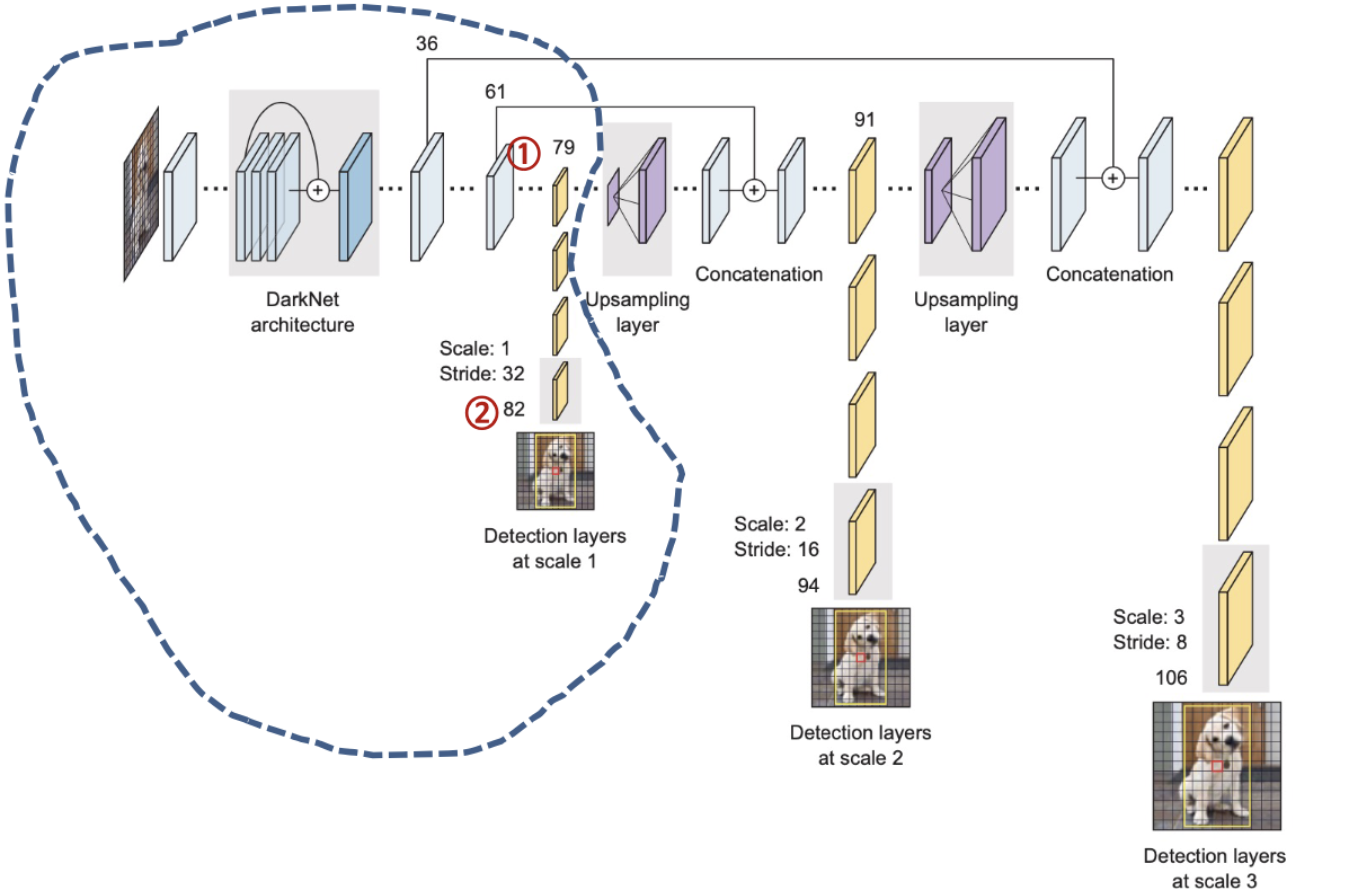 36
61
① 79
91
+
+
+
DarkNet
architecture
Upsampling
layer
Concatenation
Upsampling
layer
Concatenation
Scale: 1
Stride: 32
② 82
Detection layers
at scale 1
Scale: 2
Stride: 16
94
Detection layers
at scale 2
Scale: 3
Stride: 8
106
Detection layers
at scale 3